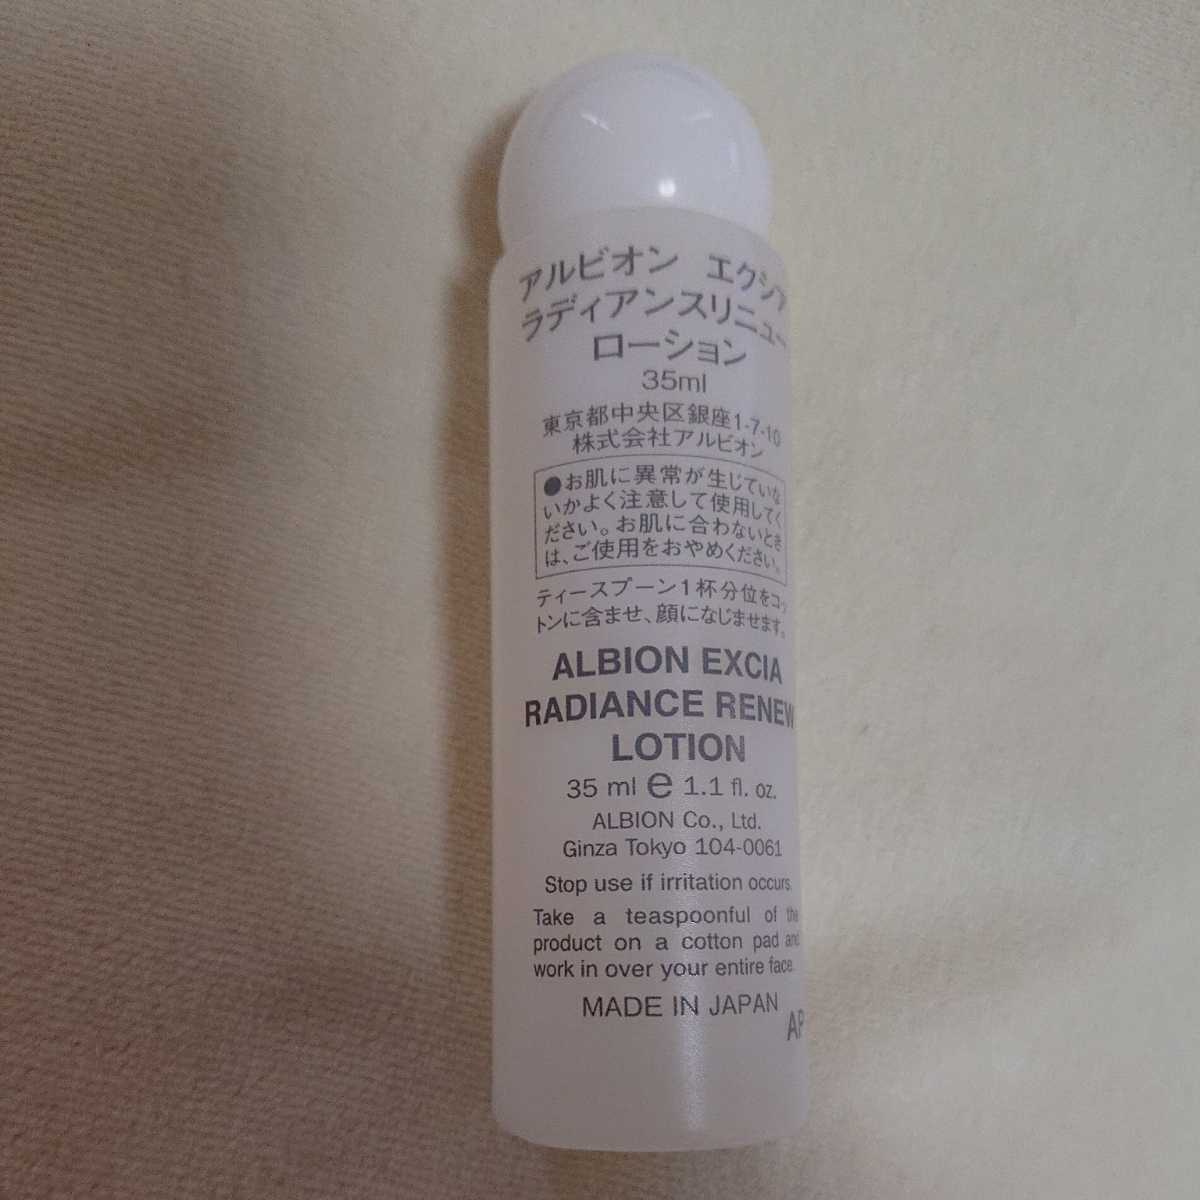 アルビオン エクシア
ラディアンスリニュー
ローション
35ml
東京都中央区銀座1-7-10
株式会社アルビオン
●お肌に異常が生じていな
いかよく注意して使用してく
ださい。お肌に合わないとき
は、ご使用をおやめください。
ティースプーン1杯分位をコッ
トンに含ませ、顔になじませます。
ALBION EXCIA
RADIANCE RENEW
LOTION
35 ml ℮ 1.1 fl. oz.
ALBION Co., Ltd.
Ginza Tokyo 104-0061
Stop use if irritation occurs.
Take a teaspoonful of the
product on a cotton pad and
work in over your entire face.
MADE IN JAPAN